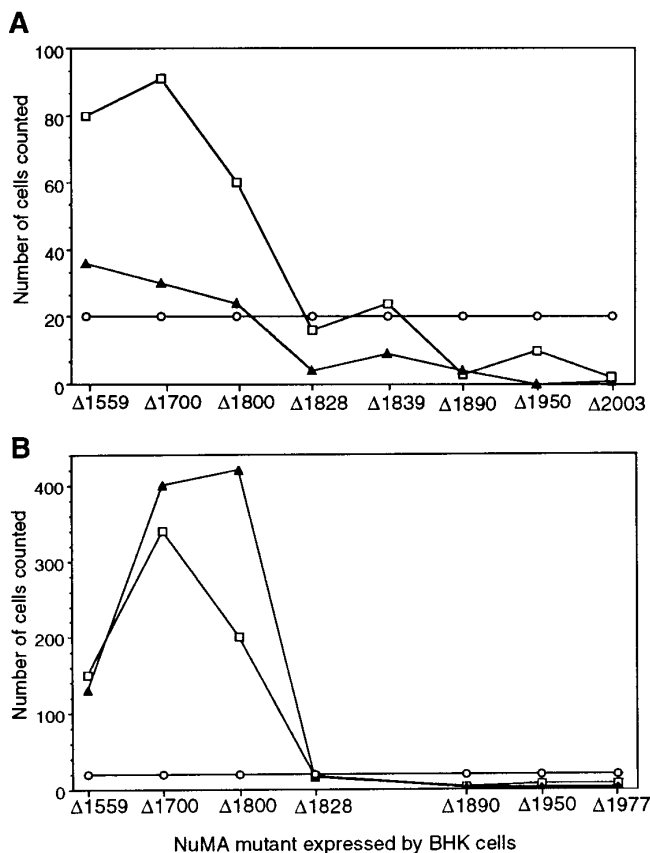 A
Number of cells counted
100
80
60
40
20
0
Δ1559 Δ1700 Δ1800 Δ1828 Δ1839 Δ1890 Δ1950 Δ2003
B
Number of cells counted
400
300
200
100
0
Δ1559 Δ1700 Δ1800 Δ1828 Δ1890 Δ1950 Δ1977
NuMA mutant expressed by BHK cells